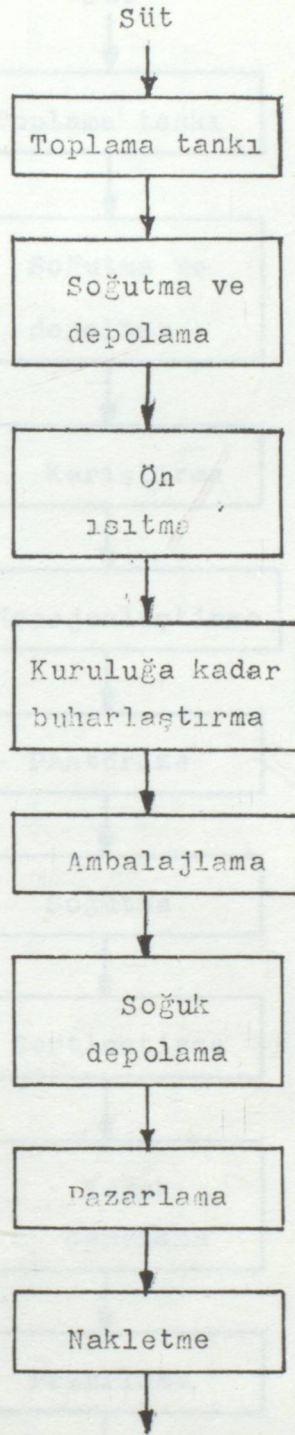 Süt
Toplama tankı
Soğutma ve
depolama
Ön
ısıtma
Kuruluğa kadar
buharlaştırma
Ambalajlama
Soğuk
depolama
Pazarlama
Nakletme